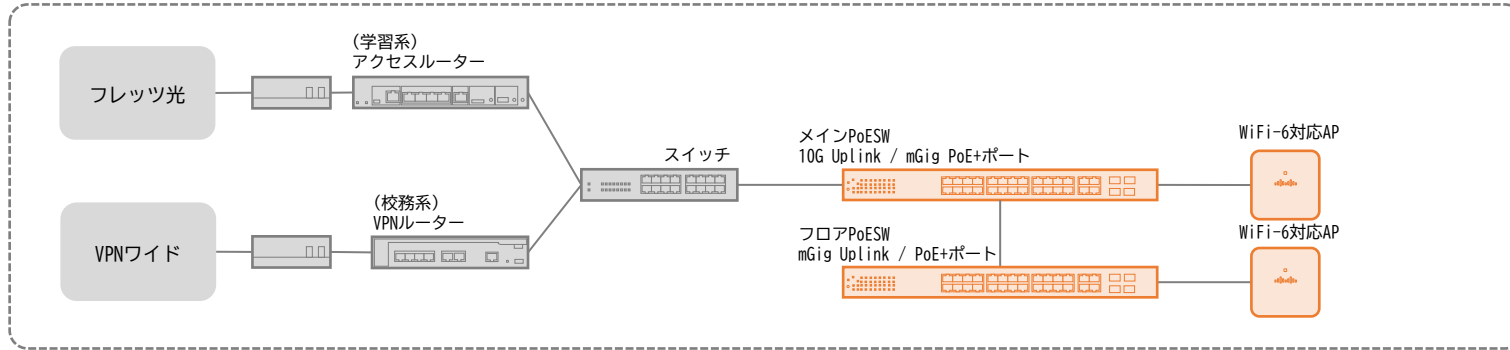 (学習系)
アクセスルーター
フレッツ光
スイッチ
メインPoESW
10G Uplink / mGig PoE+ポート
WiFi-6対応AP
(校務系)
VPNルーター
VPNワイド
フロアPoESW
mGig Uplink / PoE+ポート
WiFi-6対応AP